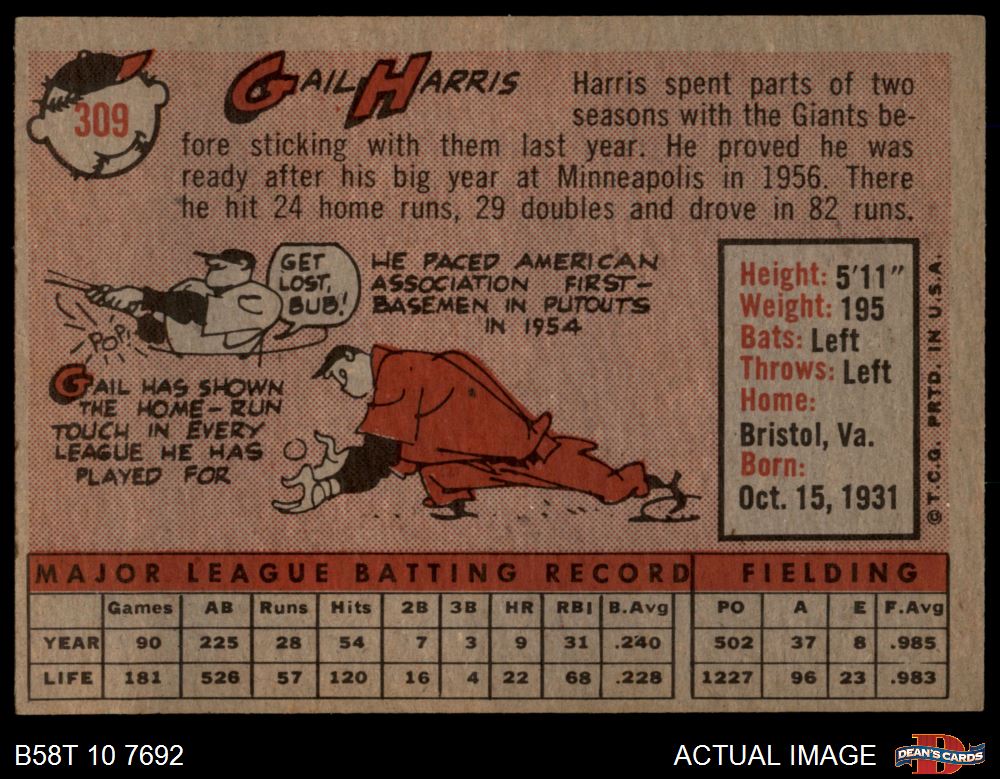 309
GAIL HARRIS
Harris spent parts of two
seasons with the Giants be-
fore sticking with them last year. He proved he was
ready after his big year at Minneapolis in 1956. There
he hit 24 home runs, 29 doubles and drove in 82 runs.
GET
LOST,
BUB!
POP!
HE PACED AMERICAN
ASSOCIATION FIRST-
BASEMEN IN PUTOUTS
IN 1954
GAIL HAS SHOWN
THE HOME-RUN
TOUCH IN EVERY
LEAGUE HE HAS
PLAYED FOR
Height: 5'11"
Weight: 195
Bats: Left
Throws: Left
Home:
Bristol, Va.
Born:
Oct. 15, 1931
© T.C.G. PRTD. IN U.S.A.
MAJOR LEAGUE BATTING RECORD FIELDING
Games AB Runs Hits 2B 3B HR RBI B.Avg PO A E F.Avg
YEAR 90 225 28 54 7 3 9 31 .240 502 37 8 .985
LIFE 181 526 57 120 16 4 22 68 .228 1227 96 23 .983
B58T 10 7692
ACTUAL IMAGE
D
DEAN'S CARDS